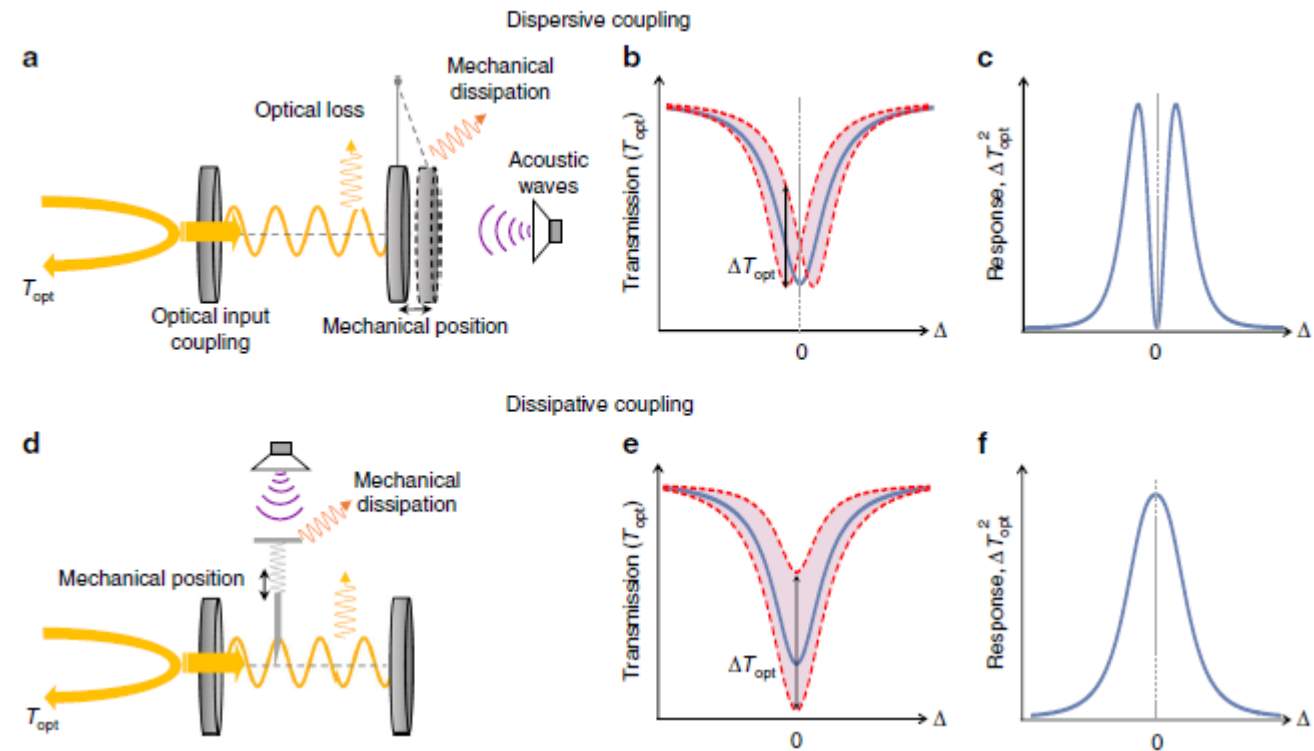 Dispersive coupling
a
Mechanical
dissipation
Optical loss
Acoustic
waves
T_opt
Optical input
coupling
Mechanical position
b
Transmission (T_opt)
ΔT_opt
0
Δ
c
Response, ΔT_opt^2
0
Δ
Dissipative coupling
d
Mechanical
dissipation
Mechanical position
T_opt
e
Transmission (T_opt)
ΔT_opt
0
Δ
f
Response, ΔT_opt^2
0
Δ